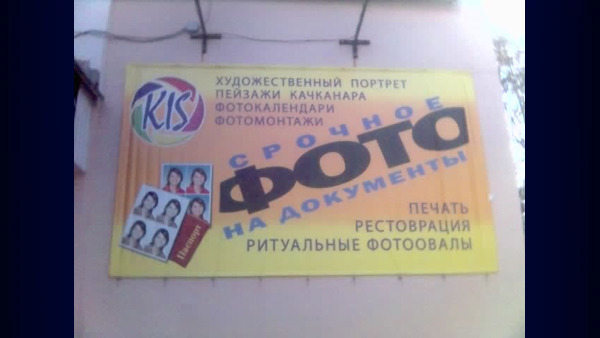 KIS
ХУДОЖЕСТВЕННЫЙ ПОРТРЕТ
ПЕЙЗАЖИ КАЧКАНАРА
ФОТОКАЛЕНДАРИ
ФОТОМОНТАЖИ
СРОЧНОЕ
ФОТО
НА ДОКУМЕНТЫ
Паспорт
ПЕЧАТЬ
РЕСТОВРАЦИЯ
РИТУАЛЬНЫЕ ФОТООВАЛЫ